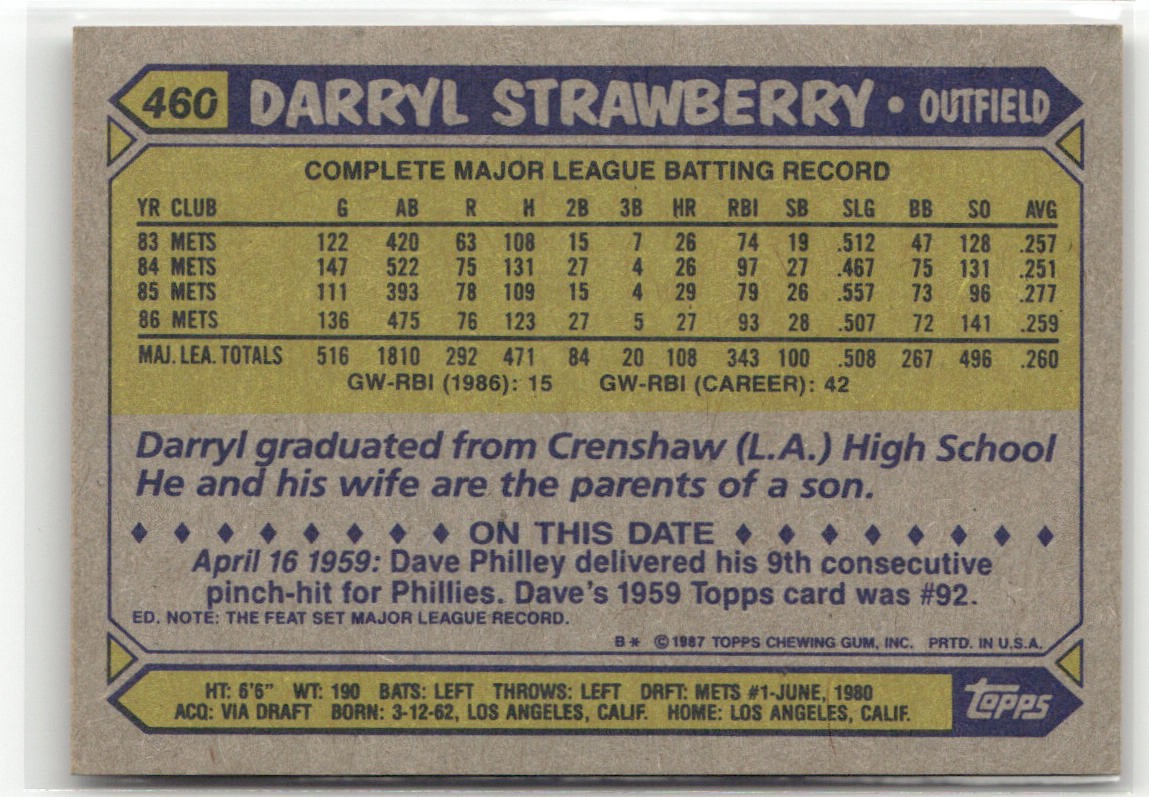 460 DARRYL STRAWBERRY • OUTFIELD
COMPLETE MAJOR LEAGUE BATTING RECORD
YR CLUB G AB R H 2B 3B HR RBI SB SLG BB SO AVG
83 METS 122 420 63 108 15 7 26 74 19 .512 47 128 .257
84 METS 147 522 75 131 27 4 26 97 27 .467 75 131 .251
85 METS 111 393 78 109 15 4 29 79 26 .557 73 96 .277
86 METS 136 475 76 123 27 5 27 93 28 .507 72 141 .259
MAJ. LEA. TOTALS 516 1810 292 471 84 20 108 343 100 .508 267 496 .260
GW-RBI (1986): 15 GW-RBI (CAREER): 42
Darryl graduated from Crenshaw (L.A.) High School
He and his wife are the parents of a son.
♦ ♦ ♦ ♦ ♦ ♦ ♦ ♦ ON THIS DATE ♦ ♦ ♦ ♦ ♦ ♦ ♦ ♦
April 16 1959: Dave Philley delivered his 9th consecutive
pinch-hit for Phillies. Dave's 1959 Topps card was #92.
ED. NOTE: THE FEAT SET MAJOR LEAGUE RECORD.
B* ©1987 TOPPS CHEWING GUM, INC. PRTD. IN U.S.A.
HT: 6'6" WT: 190 BATS: LEFT THROWS: LEFT DRFT: METS #1-JUNE, 1980
ACQ: VIA DRAFT BORN: 3-12-62, LOS ANGELES, CALIF. HOME: LOS ANGELES, CALIF.
Topps